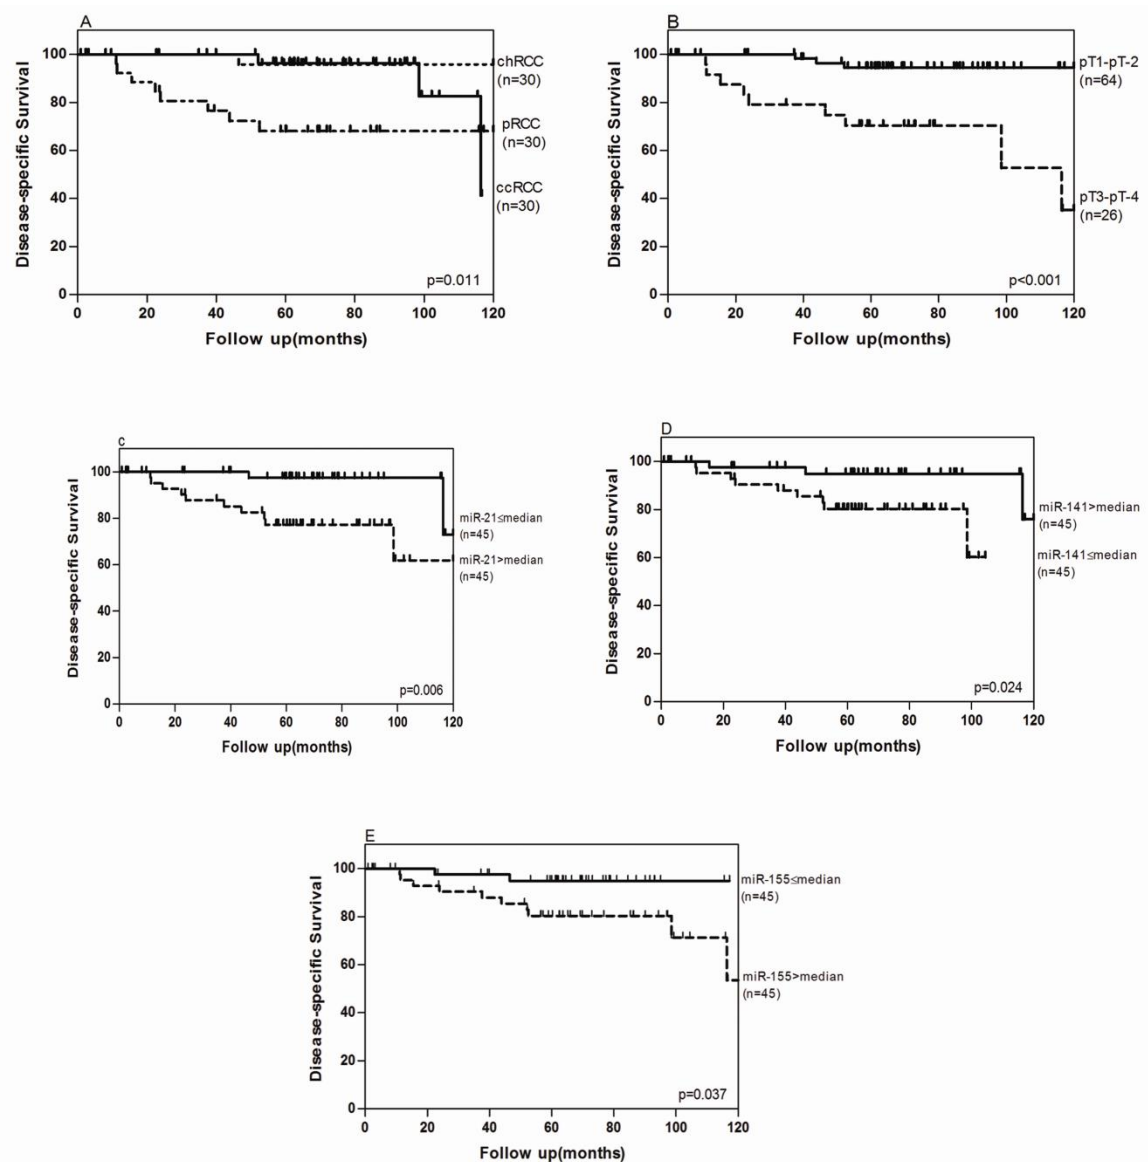 A
Disease-specific Survival
100
80
60
40
20
0
chRCC
(n=30)
pRCC
(n=30)
ccRCC
(n=30)
p=0.011
0 20 40 60 80 100 120
Follow up(months)
B
Disease-specific Survival
100
80
60
40
20
0
pT1-pT-2
(n=64)
pT3-pT-4
(n=26)
p<0.001
0 20 40 60 80 100 120
Follow up(months)
C
Disease-specific Survival
100
80
60
40
20
0
miR-21≤median
(n=45)
miR-21>median
(n=45)
p=0.006
0 20 40 60 80 100 120
Follow up(months)
D
Disease-specific Survival
100
80
60
40
20
0
miR-141>median
(n=45)
miR-141≤median
(n=45)
p=0.024
0 20 40 60 80 100 120
Follow up(months)
E
Disease-specific Survival
100
80
60
40
20
0
miR-155≤median
(n=45)
miR-155>median
(n=45)
p=0.037
0 20 40 60 80 100 120
Follow up(months)